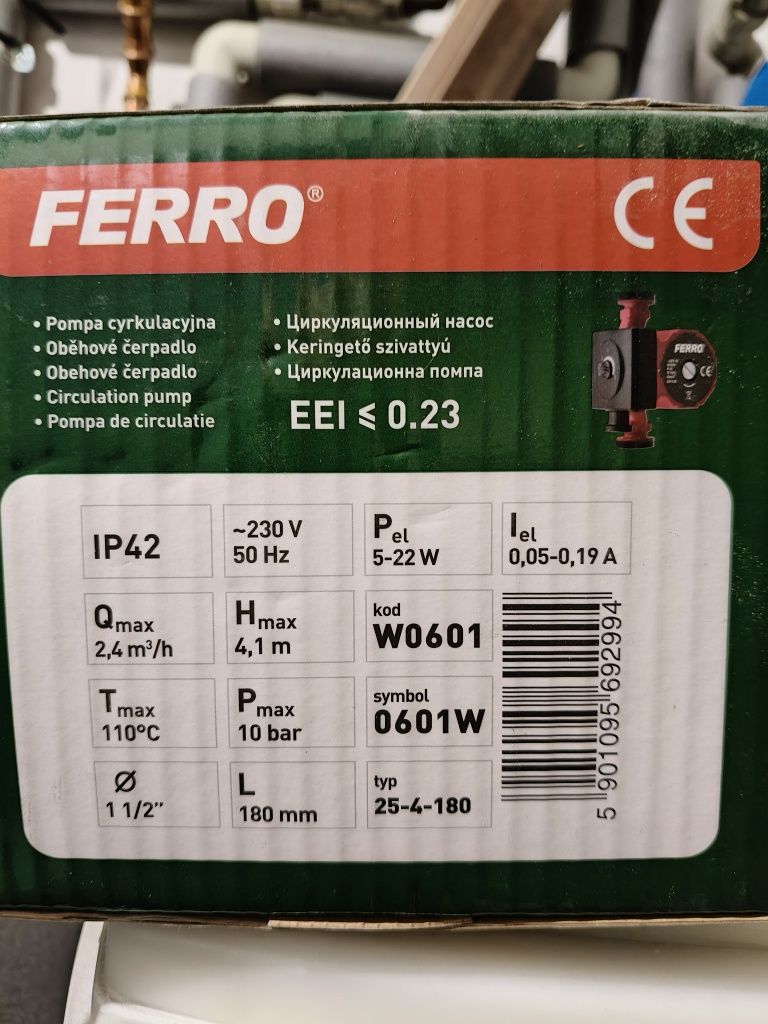 FERRO®
CE
• Pompa cyrkulacyjna
• Oběhové čerpadlo
• Obehové čerpadlo
• Circulation pump
• Pompa de circulatie
• Циркуляционный насос
• Keringető szivattyú
• Циркулационна помпа
EEI ≤ 0.23
FERRO
CE
IP42
~230 V
50 Hz
Pel
5-22 W
Iel
0,05-0,19 A
Qmax
2,4 m³/h
Hmax
4,1 m
kod
W0601
Tmax
110°C
Pmax
10 bar
symbol
0601W
Ø
1 1/2”
L
180 mm
typ
25-4-180
5 901095 692994